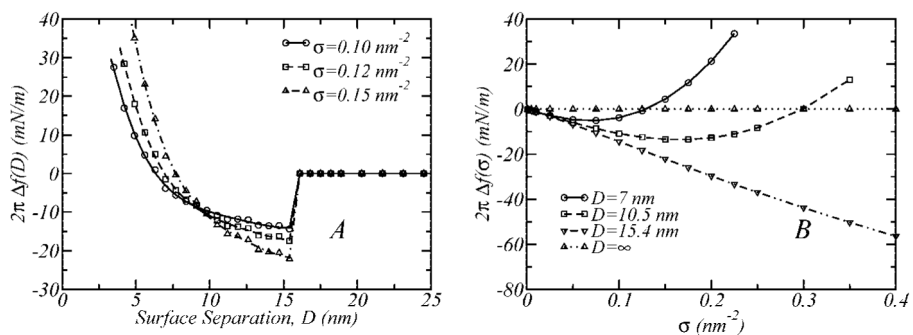 2π Δf(D) (mN/m)
40
30
20
10
0
-10
-20
-30
0
5
10
15
20
25
Surface Separation, D (nm)
σ=0.10 nm⁻²
σ=0.12 nm⁻²
σ=0.15 nm⁻²
A
2π Δf(σ) (mN/m)
40
20
0
-20
-40
-60
-80
0
0.1
0.2
0.3
0.4
σ (nm⁻²)
D=7 nm
D=10.5 nm
D=15.4 nm
D=∞
B